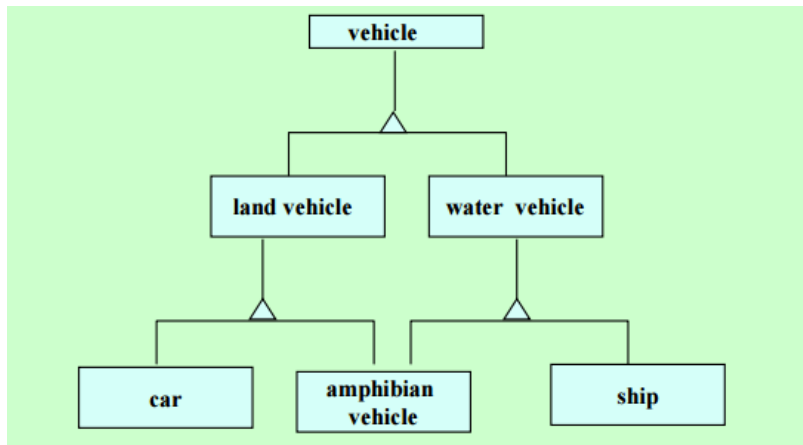 vehicle
land vehicle
water vehicle
car
amphibian
vehicle
ship